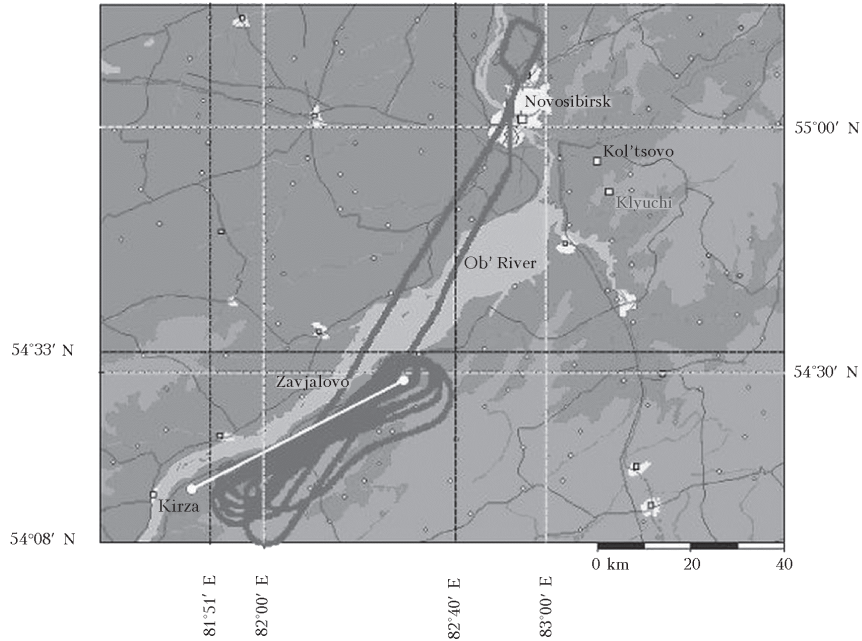 Novosibirsk
55°00′ N
Kol’tsovo
Klyuchi
Ob’ River
54°33′ N
54°30′ N
Zavjalovo
Kirza
54°08′ N
0 km 20 40
81°51′ E
82°00′ E
82°40′ E
83°00′ E